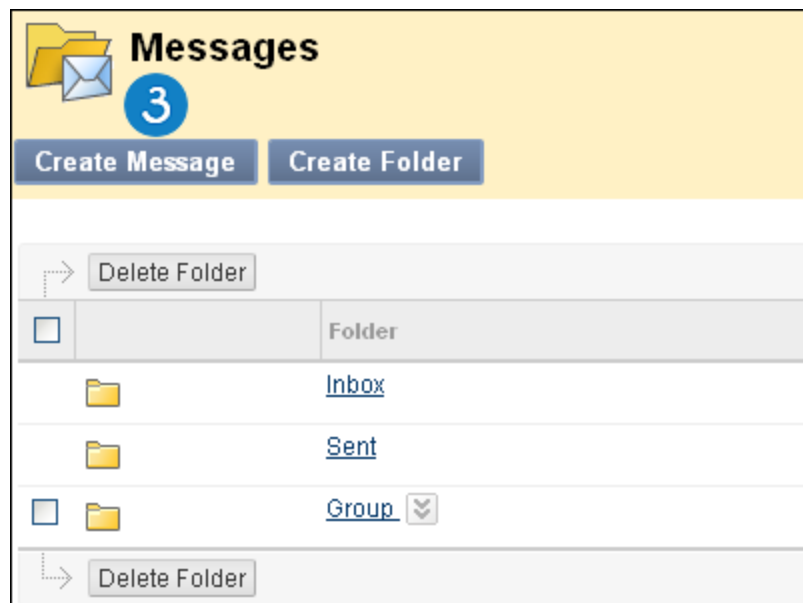 Messages
3
Create Message Create Folder
Delete Folder
Folder
Inbox
Sent
Group
Delete Folder